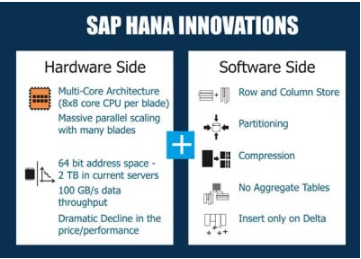 SAP HANA INNOVATIONS
Hardware Side
Multi-Core Architecture
(8x8 core CPU per blade)
Massive parallel scaling
with many blades
64 bit address space -
2 TB in current servers
100 GB/s data
throughput
Dramatic Decline in the
price/performance
Software Side
Row and Column Store
Partitioning
Compression
No Aggregate Tables
Insert only on Delta